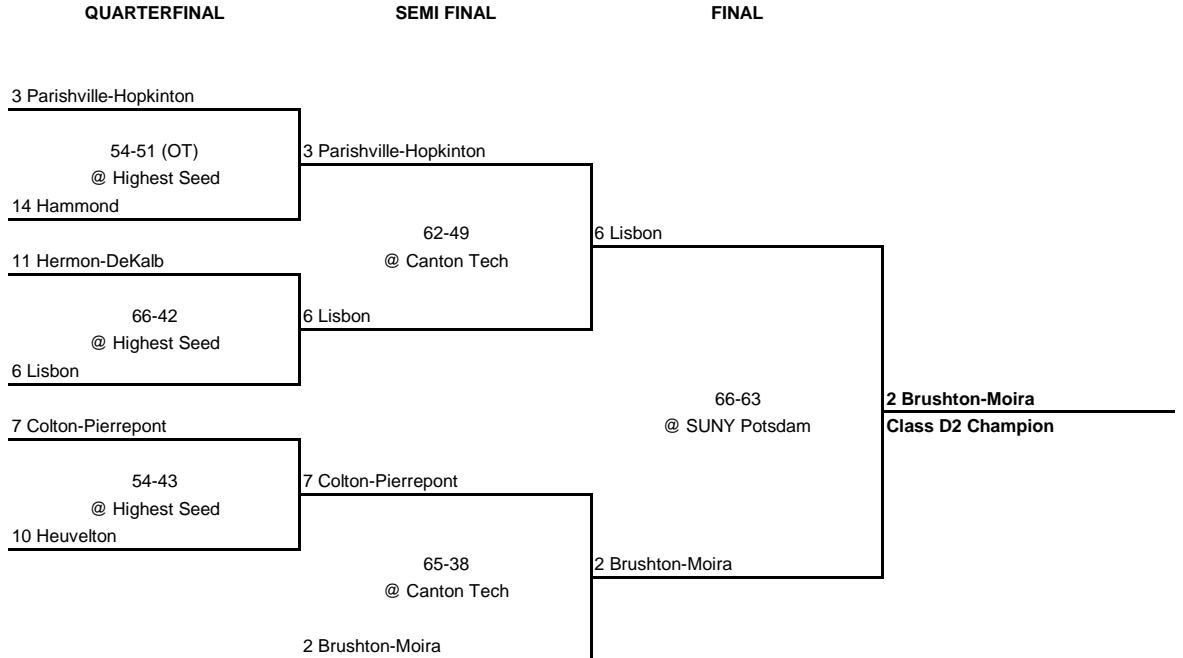 QUARTERFINAL SEMI FINAL FINAL
3 Parishville-Hopkinton
54-51 (OT) 3 Parishville-Hopkinton
@ Highest Seed
14 Hammond
62-49 6 Lisbon
11 Hermon-DeKalb @ Canton Tech
66-42 6 Lisbon
@ Highest Seed
6 Lisbon
66-63 2 Brushton-Moira
7 Colton-Pierrepont @ SUNY Potsdam Class D2 Champion
54-43 7 Colton-Pierrepont
@ Highest Seed
10 Heuvelton
65-38 2 Brushton-Moira
@ Canton Tech
2 Brushton-Moira